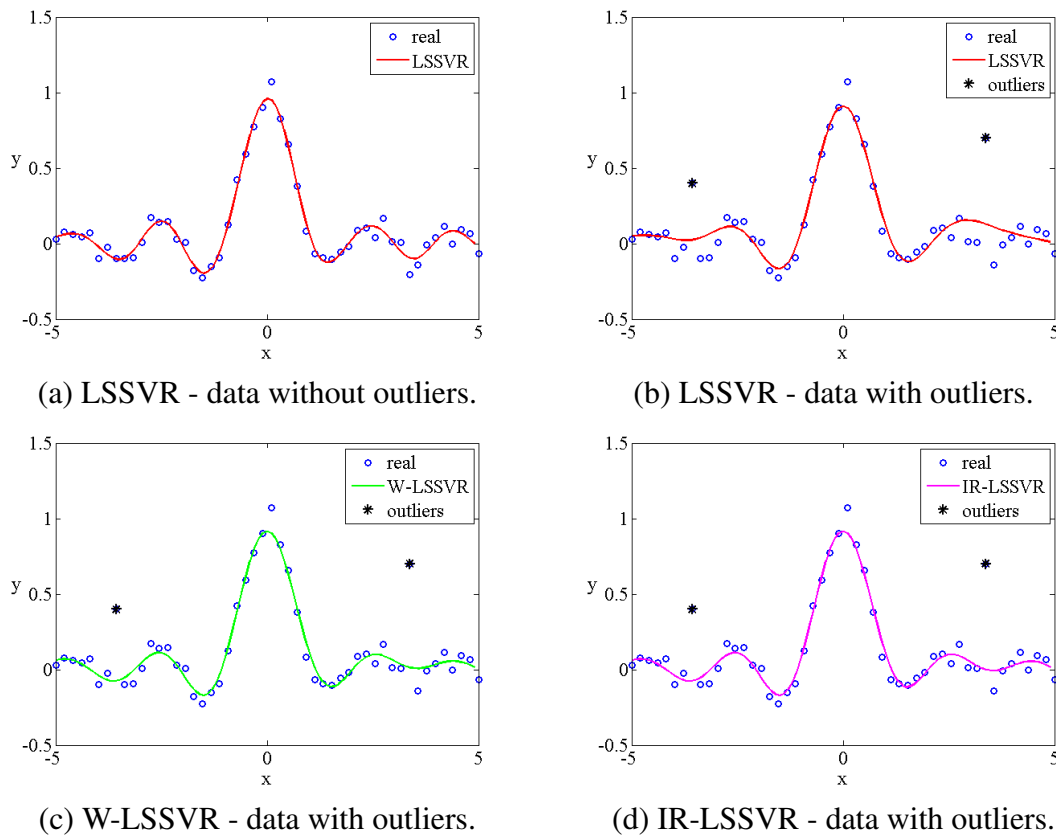 1.5
1
0.5
0
-0.5
-5
0
5
y
x
real
LSSVR
(a) LSSVR - data without outliers.
1.5
1
0.5
0
-0.5
-5
0
5
y
x
real
LSSVR
outliers
(b) LSSVR - data with outliers.
1.5
1
0.5
0
-0.5
-5
0
5
y
x
real
W-LSSVR
outliers
(c) W-LSSVR - data with outliers.
1.5
1
0.5
0
-0.5
-5
0
5
y
x
real
IR-LSSVR
outliers
(d) IR-LSSVR - data with outliers.